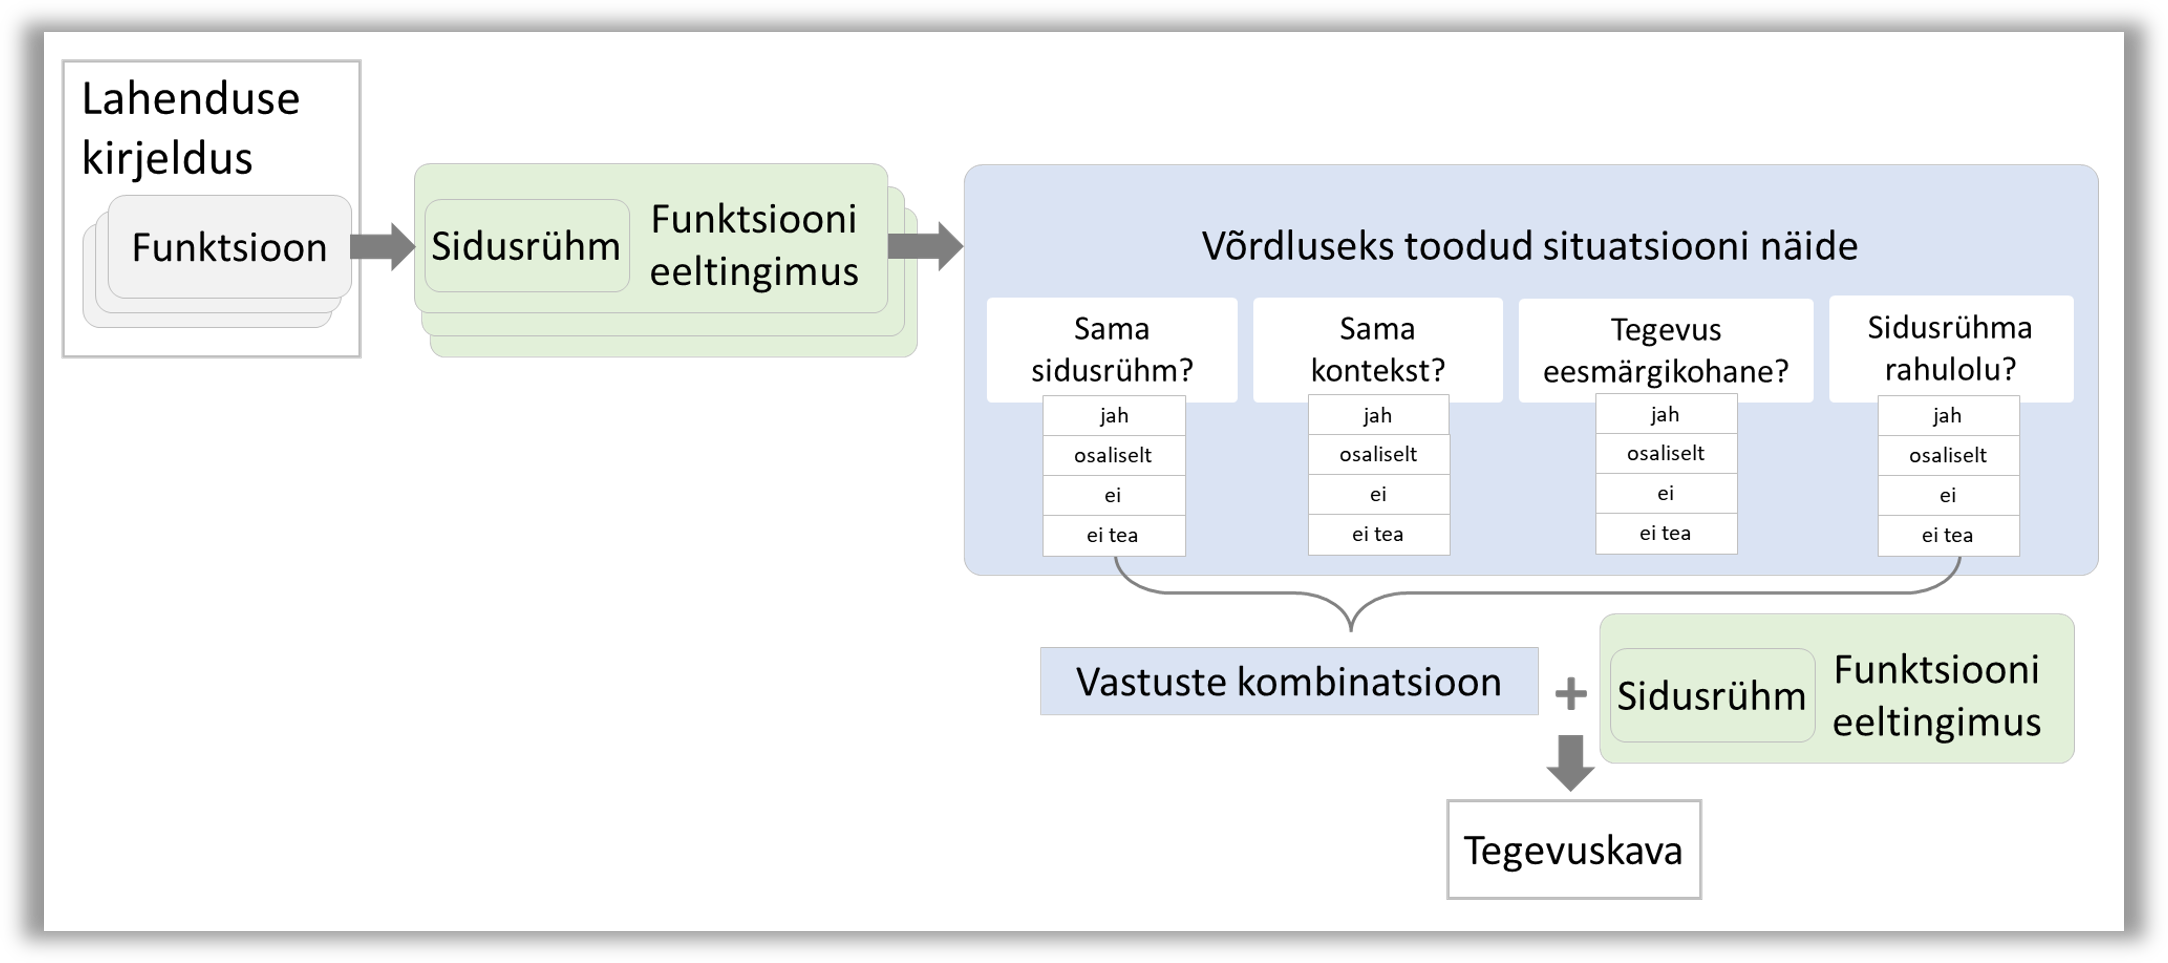 Lahenduse
kirjeldus
Funktsioon
Sidusrühm
Funktsiooni
eeltingimus
Võrdluseks toodud situatsiooni näide
Sama
sidusrühm?
jah
osaliselt
ei
ei tea
Sama
kontekst?
jah
osaliselt
ei
ei tea
Tegevus
eesmärgikohane?
jah
osaliselt
ei
ei tea
Sidusrühma
rahulolu?
jah
osaliselt
ei
ei tea
Vastuste kombinatsioon
+
Sidusrühm
Funktsiooni
eeltingimus
Tegevuskava